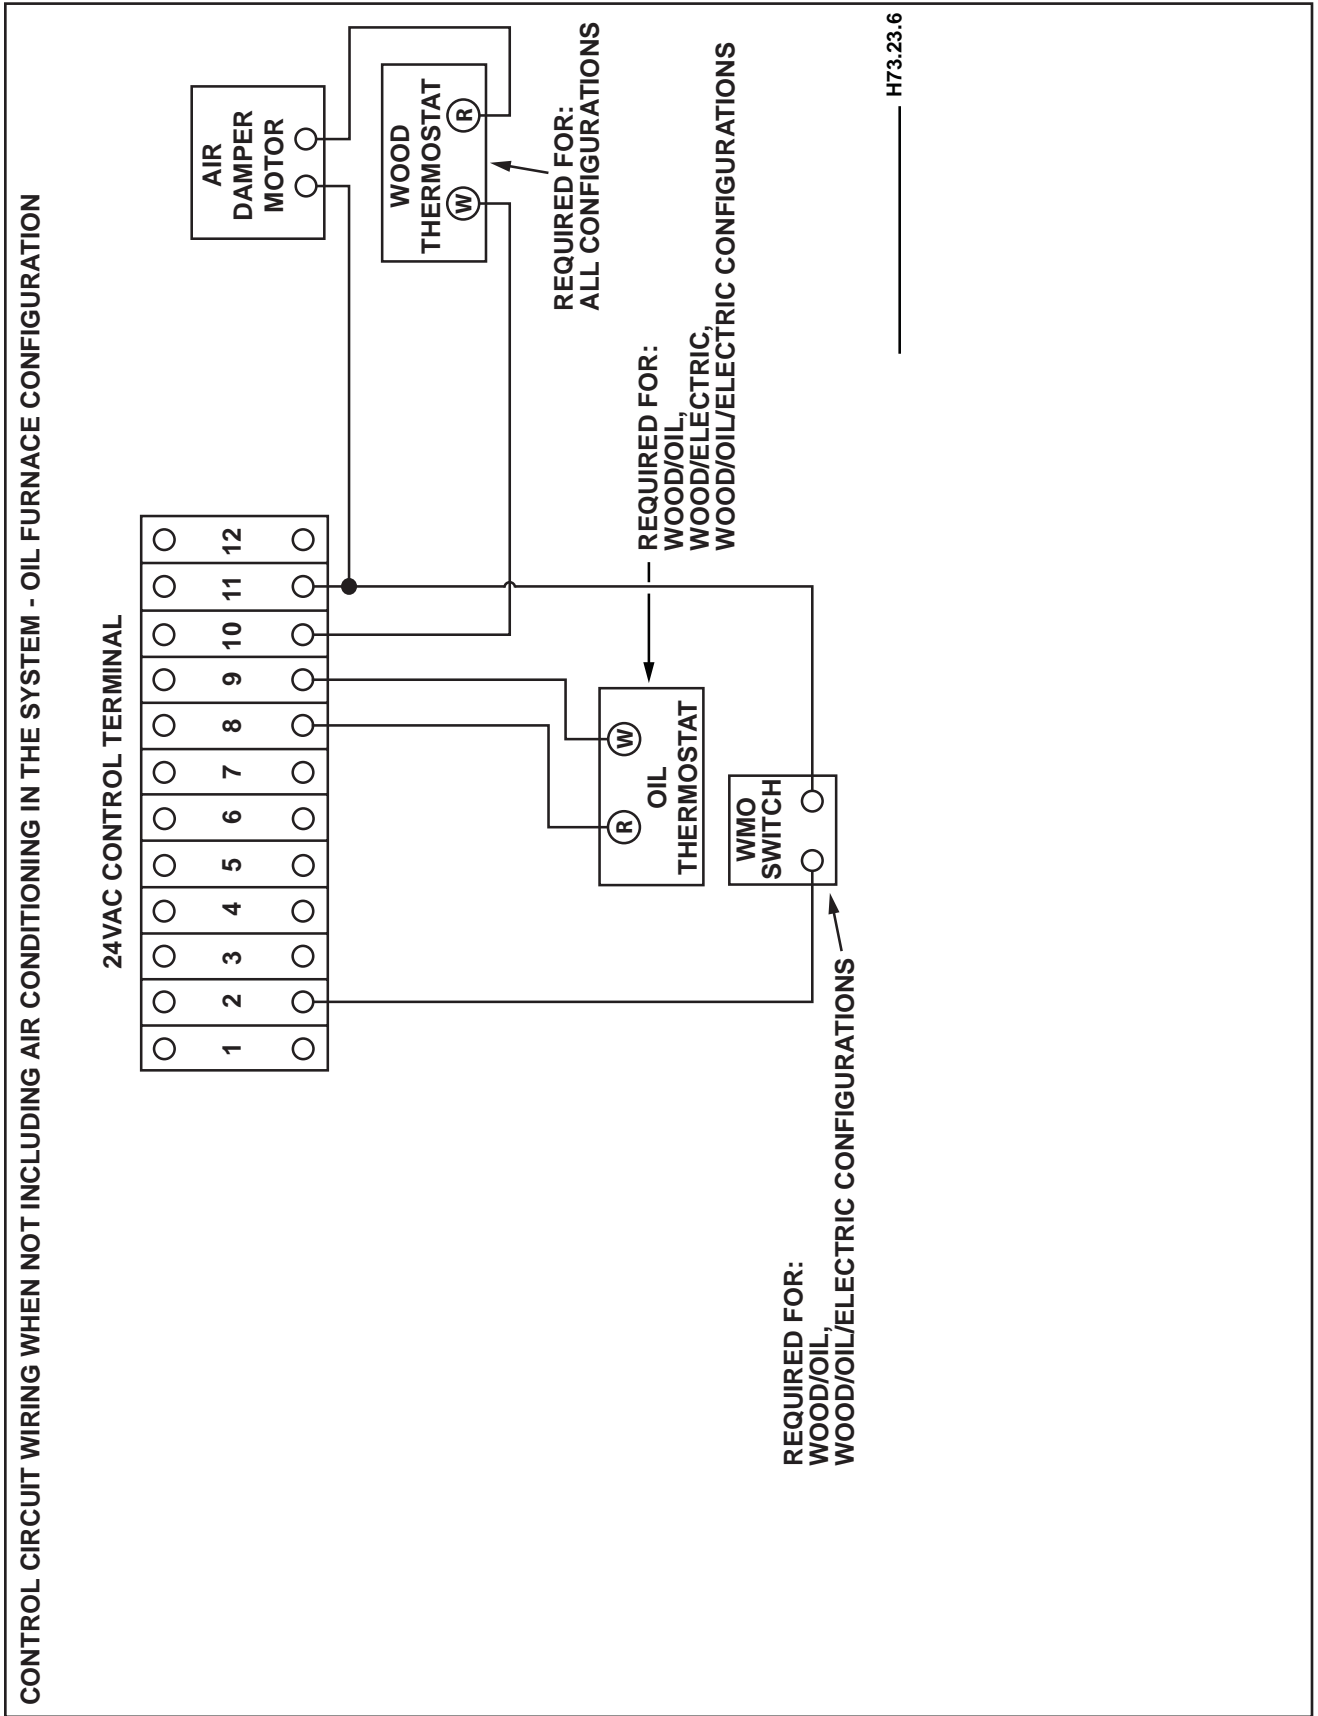 CONTROL CIRCUIT WIRING WHEN NOT INCLUDING AIR CONDITIONING IN THE SYSTEM - OIL FURNACE CONFIGURATION
24VAC CONTROL TERMINAL
1 2 3 4 5 6 7 8 9 10 11 12
AIR
DAMPER
MOTOR
WOOD
THERMOSTAT
W R
REQUIRED FOR:
ALL CONFIGURATIONS
REQUIRED FOR:
WOOD/OIL,
WOOD/ELECTRIC,
WOOD/OIL/ELECTRIC CONFIGURATIONS
R W
OIL
THERMOSTAT
WMO
SWITCH
REQUIRED FOR:
WOOD/OIL,
WOOD/OIL/ELECTRIC CONFIGURATIONS
H73.23.6